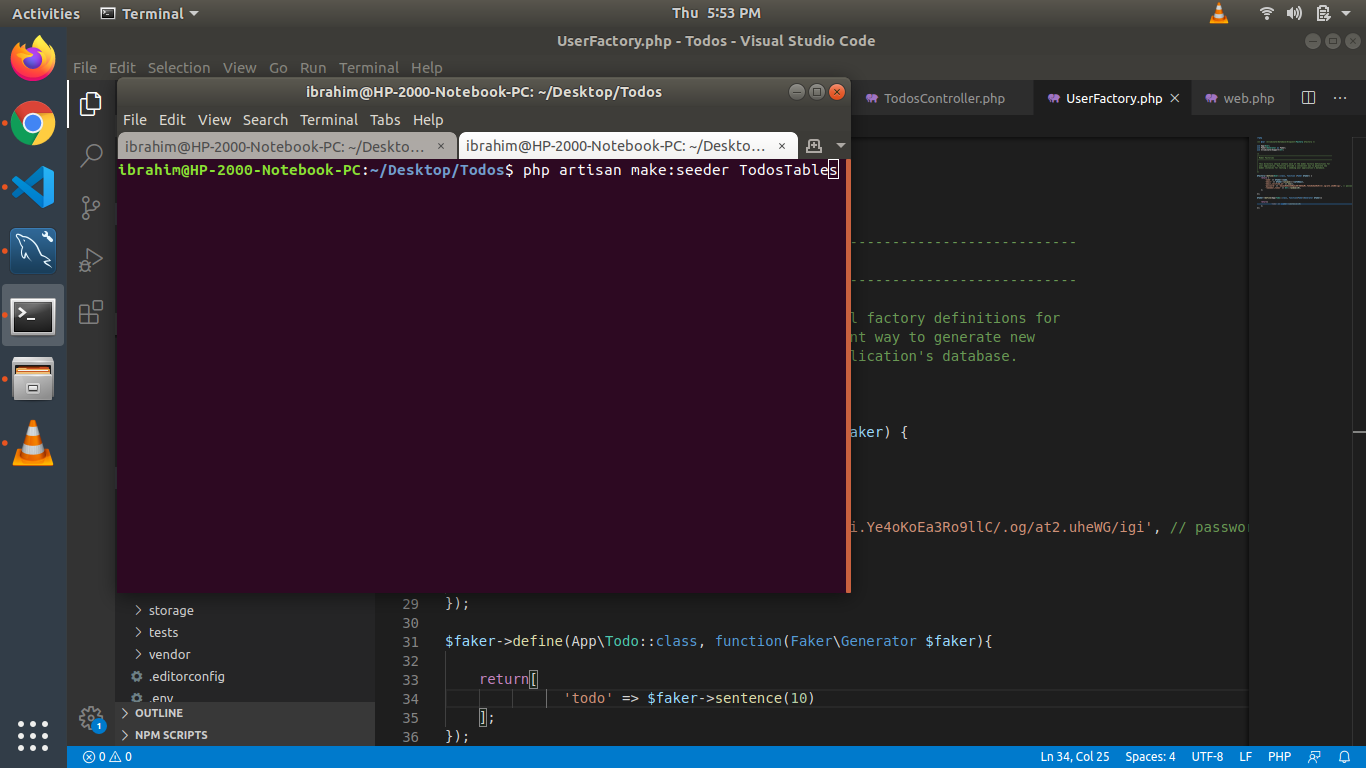 Activities Terminal Thu 5:53 PM
UserFactory.php - Todos - Visual Studio Code
File Edit Selection View Go Run Terminal Help
ibrahim@HP-2000-Notebook-PC: ~/Desktop/Todos
TodosController.php UserFactory.php web.php
File Edit View Search Terminal Tabs Help
ibrahim@HP-2000-Notebook-PC: ~/Deskto... ibrahim@HP-2000-Notebook-PC: ~/Deskto...
ibrahim@HP-2000-Notebook-PC:~/Desktop/Todos$ php artisan make:seeder TodosTables
---------------------------
---------------------------
l factory definitions for
nt way to generate new
lication's database.
aker) {
i.Ye4oKoEa3Ro9llC/.og/at2.uheWG/igi', // passwor
storage
tests
vendor
.editorconfig
.env
OUTLINE
NPM SCRIPTS
1
29 });
30
31 $faker->define(App\Todo::class, function(Faker\Generator $faker){
32
33 return[
34 'todo' => $faker->sentence(10)
35 ];
36 });
0 0 Ln 34, Col 25 Spaces: 4 UTF-8 LF PHP